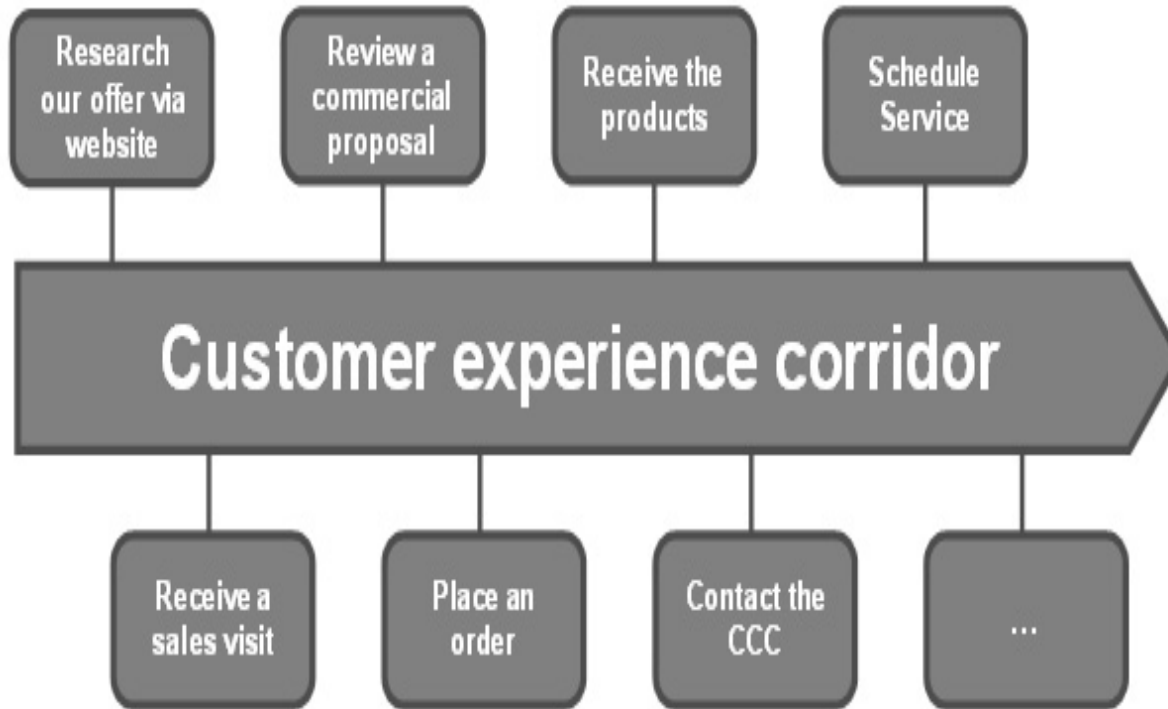 Research
our offer via
website
Review a
commercial
proposal
Receive the
products
Schedule
Service
Customer experience corridor
Receive a
sales visit
Place an
order
Contact the
CCC
...